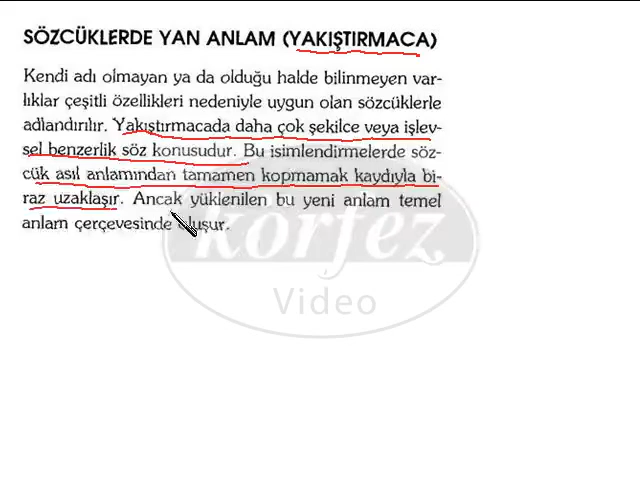 SÖZCÜKLERDE YAN ANLAM (YAKIŞTIRMACA)
Kendi adı olmayan ya da olduğu halde bilinmeyen var-
lıklar çeşitli özellikleri nedeniyle uygun olan sözcüklerle
adlandırılır. Yakıştırmacada daha çok şekilce veya işlev-
sel benzerlik söz konusudur. Bu isimlendirmelerde söz-
cük asıl anlamından tamamen kopmamak kaydıyla bi-
raz uzaklaşır. Ancak yüklenilen bu yeni anlam temel
anlam çerçevesinde oluşur.
körfez
Video